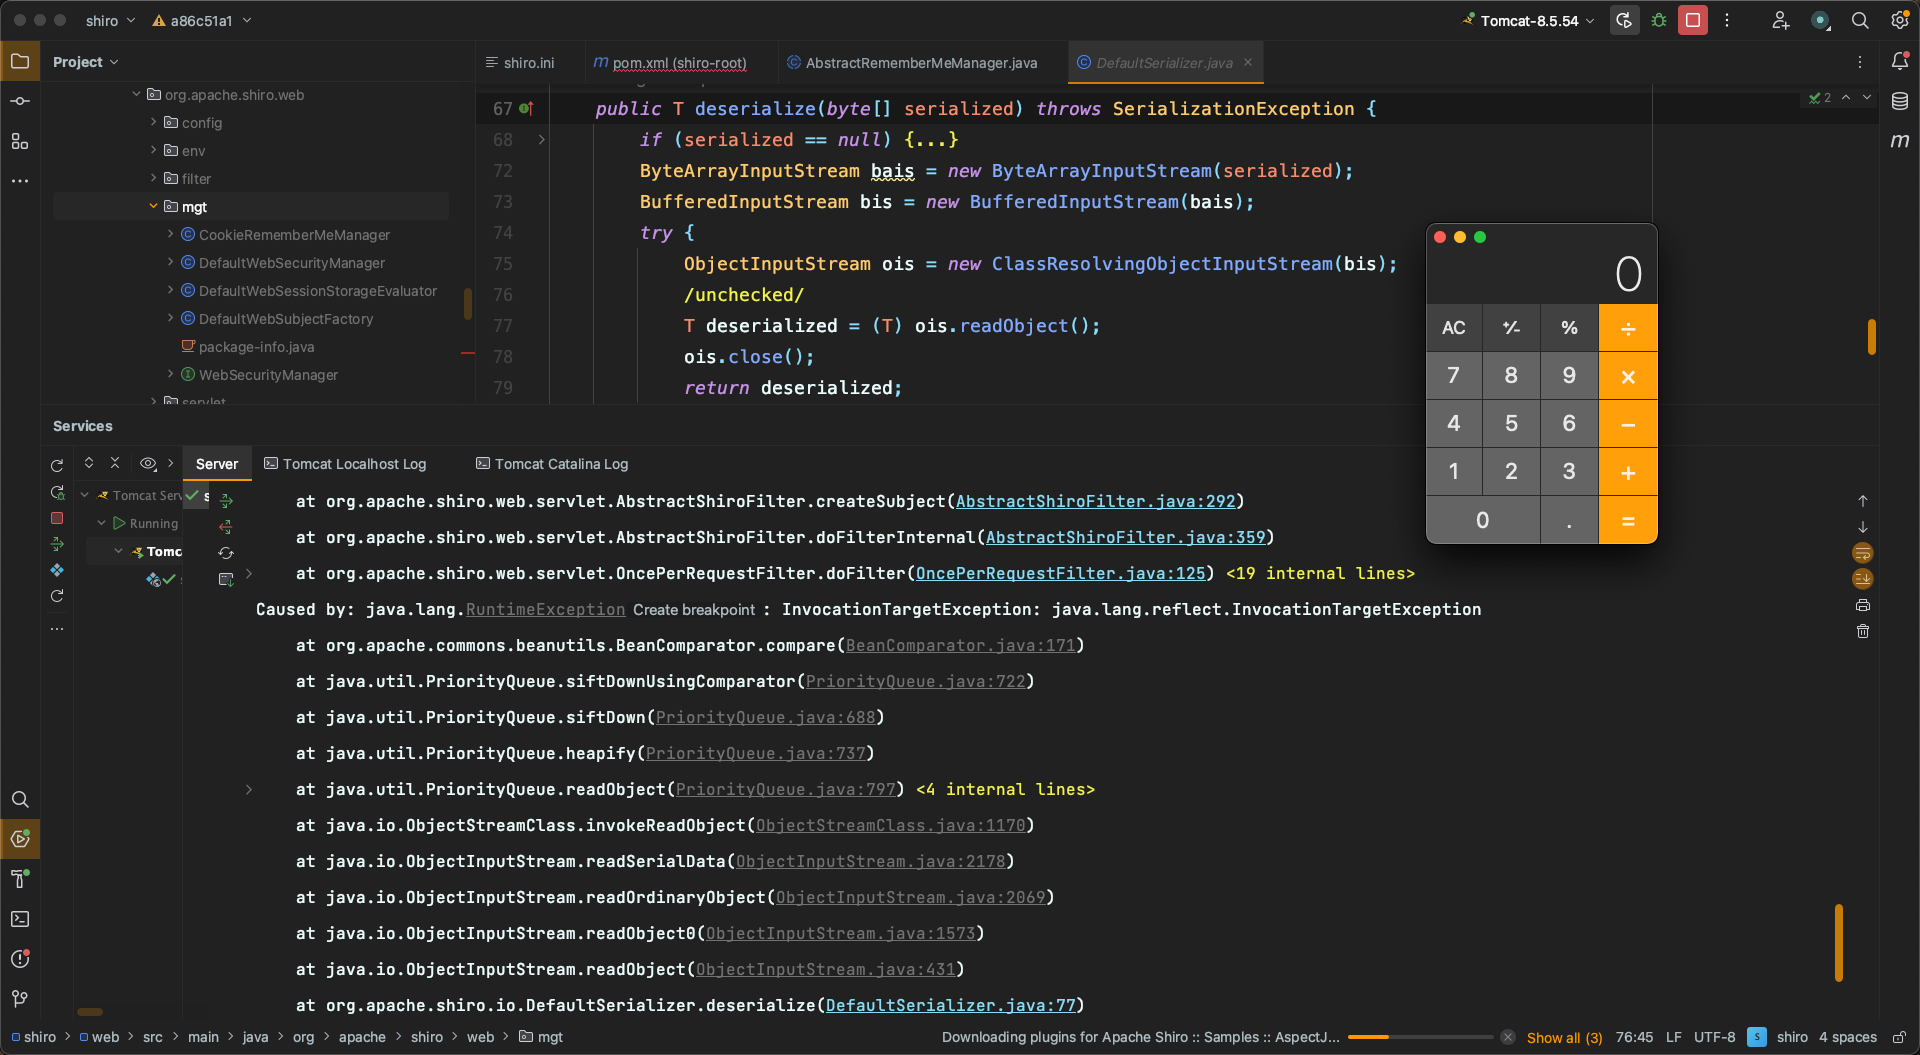 shiro a86c51a1 Tomcat-8.5.54
Project
shiro.ini pom.xml (shiro-root) AbstractRememberMeManager.java DefaultSerializer.java
org.apache.shiro.web
config
env
filter
mgt
CookieRememberMeManager
DefaultWebSecurityManager
DefaultWebSessionStorageEvaluator
DefaultWebSubjectFactory
package-info.java
WebSecurityManager
servlet
2
67 public T deserialize(byte[] serialized) throws SerializationException {
68 if (serialized == null) {...}
72 ByteArrayInputStream bais = new ByteArrayInputStream(serialized);
73 BufferedInputStream bis = new BufferedInputStream(bais);
74 try {
75 ObjectInputStream ois = new ClassResolvingObjectInputStream(bis);
76 /unchecked/
77 T deserialized = (T) ois.readObject();
78 ois.close();
79 return deserialized;
0
AC +/- % ÷
7 8 9 ×
4 5 6 −
1 2 3 +
0 . =
Services
Server Tomcat Localhost Log Tomcat Catalina Log
Tomcat Serv
Running
Tomc
at org.apache.shiro.web.servlet.AbstractShiroFilter.createSubject(AbstractShiroFilter.java:292)
at org.apache.shiro.web.servlet.AbstractShiroFilter.doFilterInternal(AbstractShiroFilter.java:359)
at org.apache.shiro.web.servlet.OncePerRequestFilter.doFilter(OncePerRequestFilter.java:125) <19 internal lines>
Caused by: java.lang.RuntimeException Create breakpoint : InvocationTargetException: java.lang.reflect.InvocationTargetException
at org.apache.commons.beanutils.BeanComparator.compare(BeanComparator.java:171)
at java.util.PriorityQueue.siftDownUsingComparator(PriorityQueue.java:722)
at java.util.PriorityQueue.siftDown(PriorityQueue.java:688)
at java.util.PriorityQueue.heapify(PriorityQueue.java:737)
at java.util.PriorityQueue.readObject(PriorityQueue.java:797) <4 internal lines>
at java.io.ObjectStreamClass.invokeReadObject(ObjectStreamClass.java:1170)
at java.io.ObjectInputStream.readSerialData(ObjectInputStream.java:2178)
at java.io.ObjectInputStream.readOrdinaryObject(ObjectInputStream.java:2069)
at java.io.ObjectInputStream.readObject0(ObjectInputStream.java:1573)
at java.io.ObjectInputStream.readObject(ObjectInputStream.java:431)
at org.apache.shiro.io.DefaultSerializer.deserialize(DefaultSerializer.java:77)
shiro > web > src > main > java > org > apache > shiro > web > mgt Downloading plugins for Apache Shiro :: Samples :: AspectJ... Show all (3) 76:45 LF UTF-8 S shiro 4 spaces